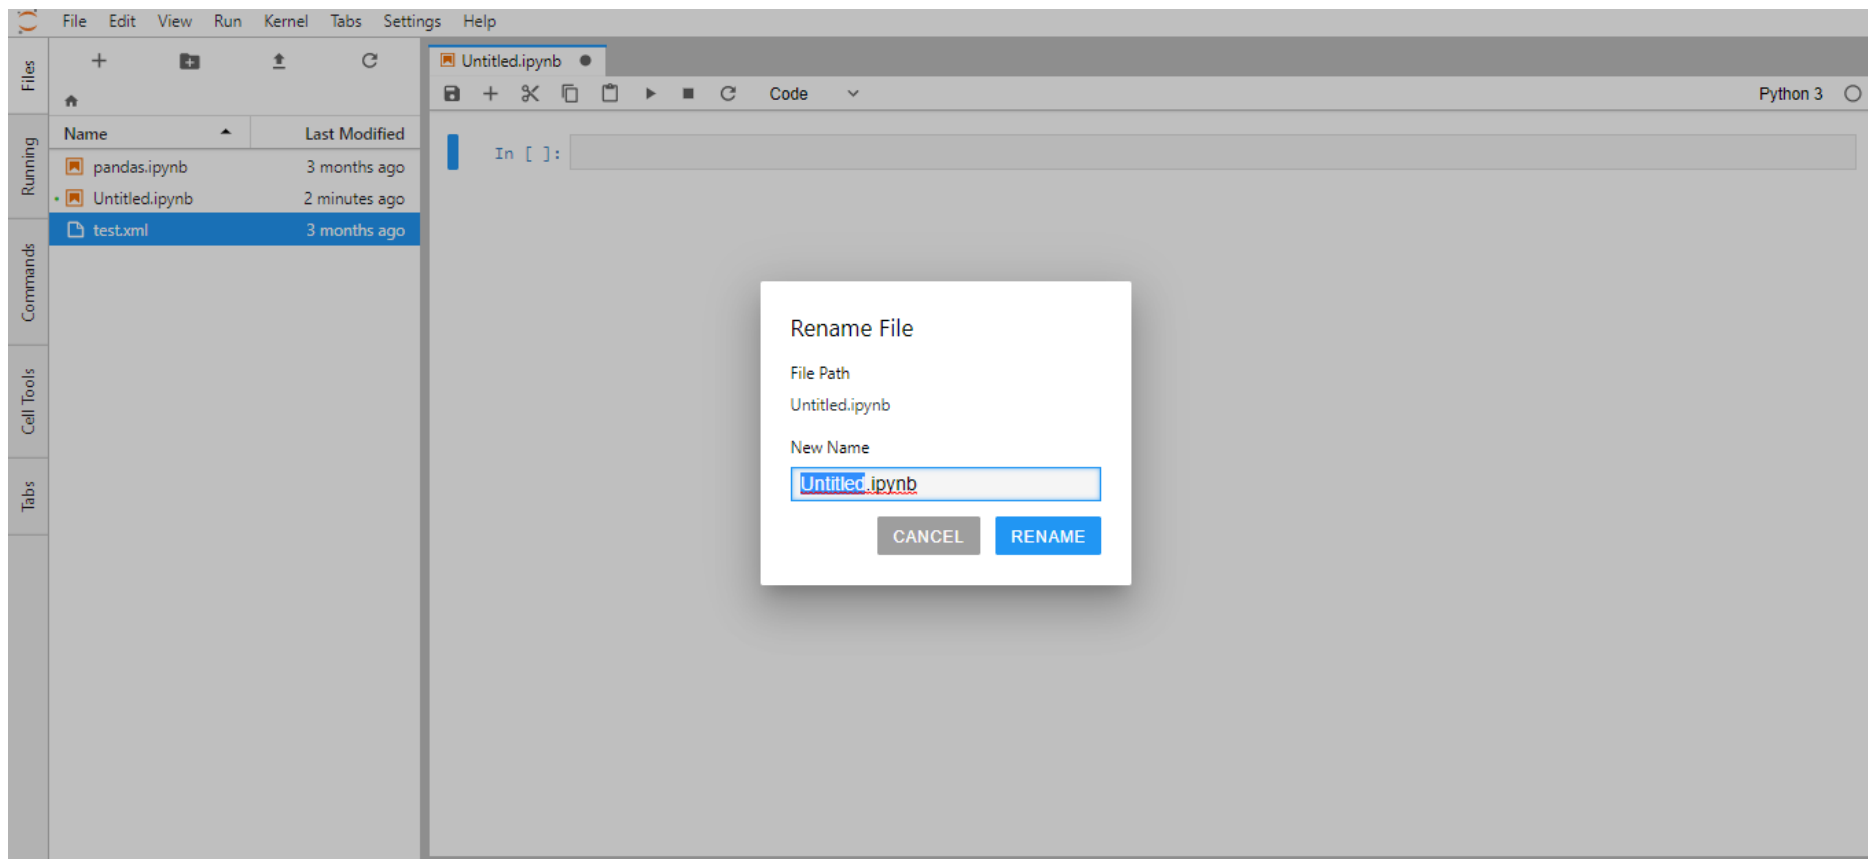 File Edit View Run Kernel Tabs Settings Help
Files
Running
Commands
Cell Tools
Tabs
Name Last Modified
pandas.ipynb 3 months ago
Untitled.ipynb 2 minutes ago
test.xml 3 months ago
Untitled.ipynb
Code Python 3
In [ ]:
Rename File
File Path
Untitled.ipynb
New Name
Untitled.ipynb
CANCEL RENAME